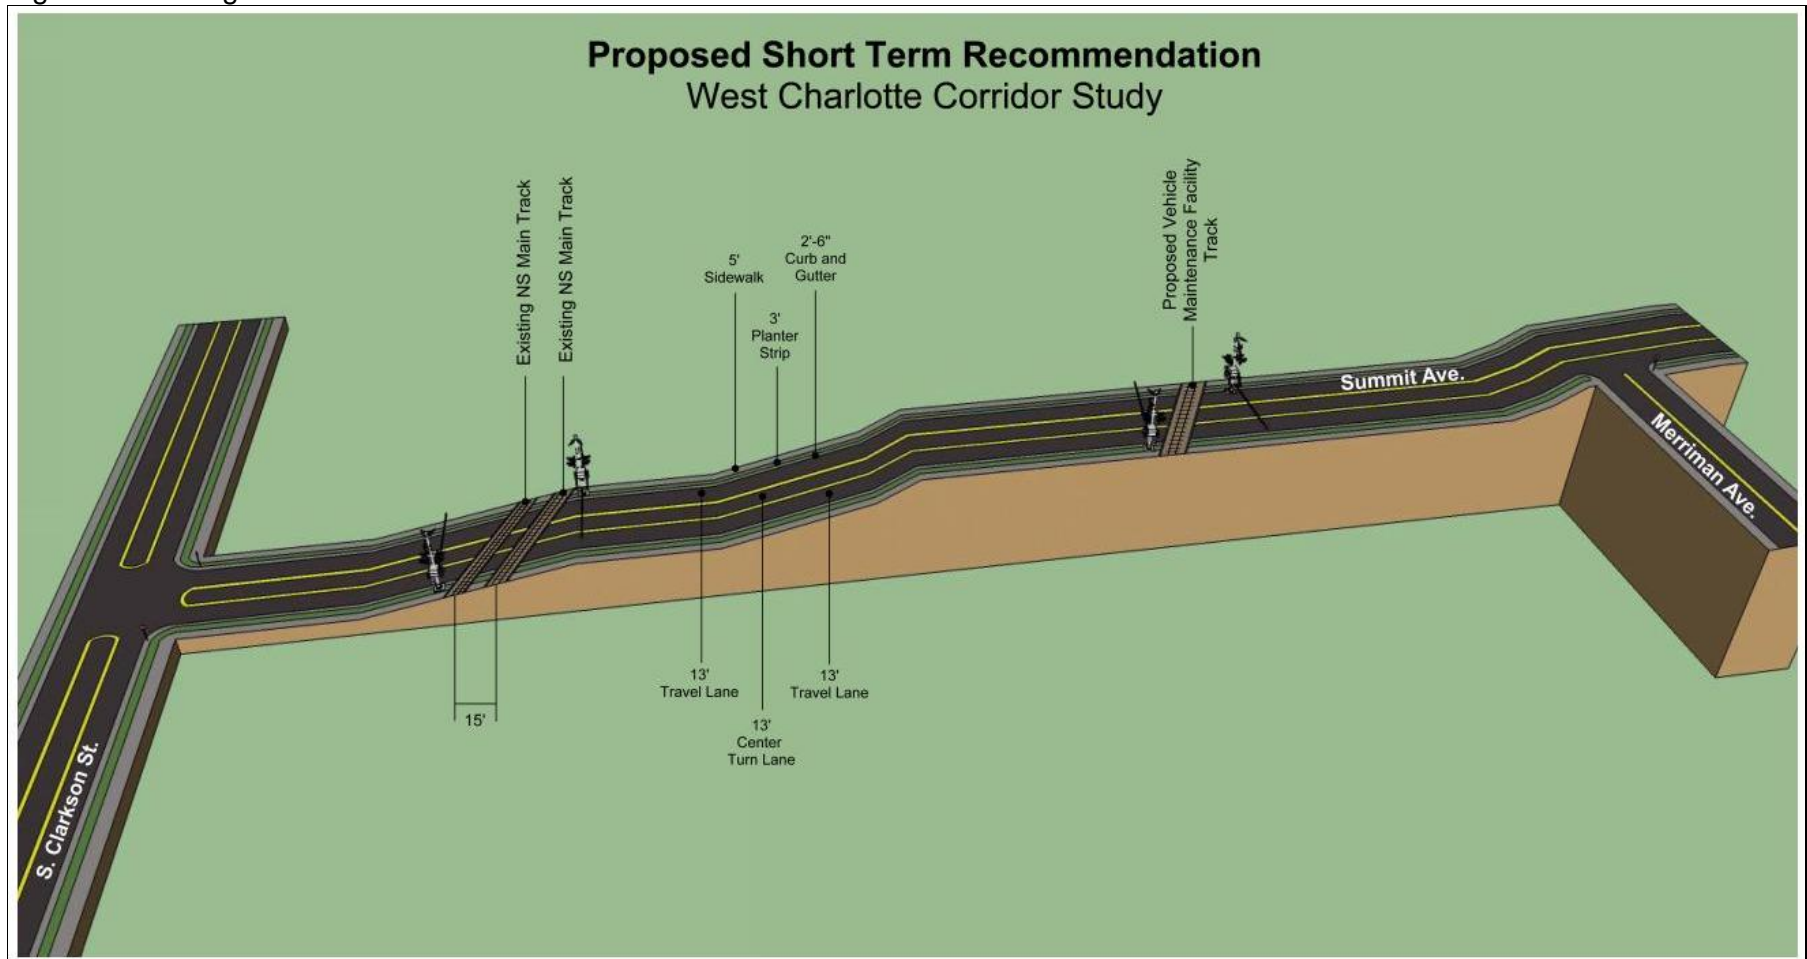 Proposed Short Term Recommendation
West Charlotte Corridor Study
Existing NS Main Track
Existing NS Main Track
5'
Sidewalk
3'
Planter
Strip
2'-6"
Curb and
Gutter
Proposed Vehicle
Maintenance Facility
Track
Summit Ave.
Merriman Ave.
S. Clarkson St.
15'
13'
Travel Lane
13'
Center
Turn Lane
13'
Travel Lane